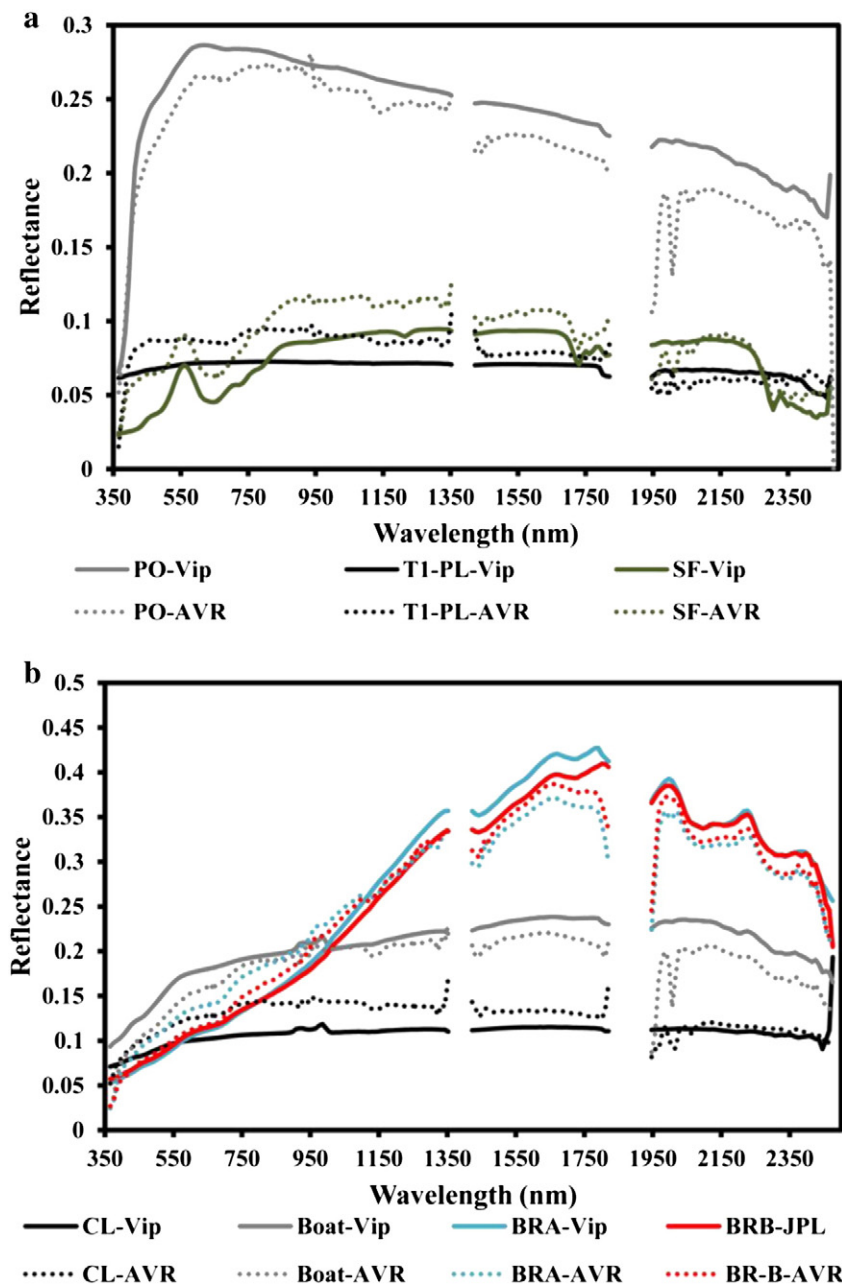 a
0.3
0.25
0.2
0.15
0.1
0.05
0
Reflectance
350 550 750 950 1150 1350 1550 1750 1950 2150 2350
Wavelength (nm)
PO-Vip T1-PL-Vip SF-Vip
PO-AVR T1-PL-AVR SF-AVR
b
0.5
0.45
0.4
0.35
0.3
0.25
0.2
0.15
0.1
0.05
0
Reflectance
350 550 750 950 1150 1350 1550 1750 1950 2150 2350
Wavelength (nm)
CL-Vip Boat-Vip BRA-Vip BRB-JPL
CL-AVR Boat-AVR BRA-AVR BR-B-AVR